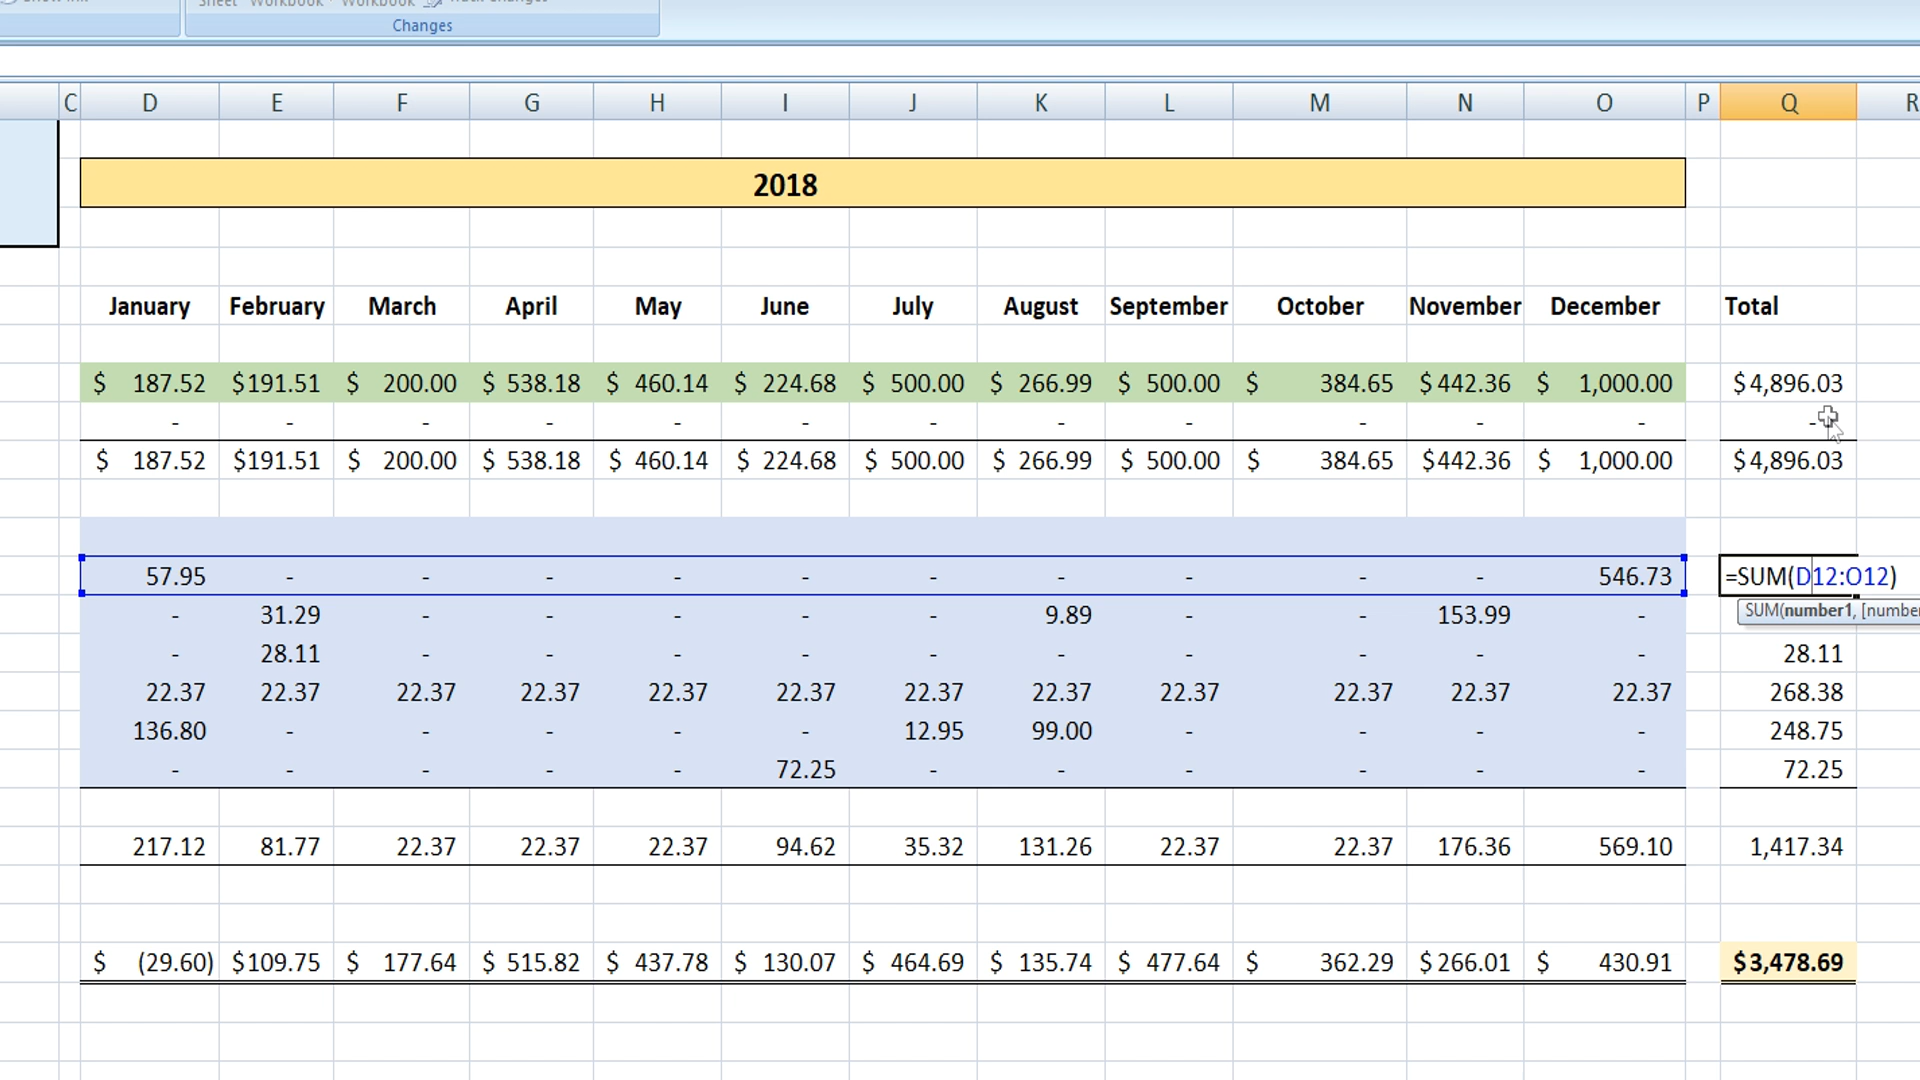 Sheet Workbook Workbook
Changes
C D E F G H I J K L M N O P Q R
2018
January February March April May June July August September October November December Total
$ 187.52 $191.51 $ 200.00 $ 538.18 $ 460.14 $ 224.68 $ 500.00 $ 266.99 $ 500.00 $ 384.65 $442.36 $ 1,000.00 $4,896.03
- - - - - - - - - - - - -
$ 187.52 $191.51 $ 200.00 $ 538.18 $ 460.14 $ 224.68 $ 500.00 $ 266.99 $ 500.00 $ 384.65 $442.36 $ 1,000.00 $4,896.03
57.95 - - - - - - - - - - 546.73 =SUM(D12:O12)
- 31.29 - - - - - 9.89 - - 153.99 - SUM(number1, [number
- 28.11 - - - - - - - - - - 28.11
22.37 22.37 22.37 22.37 22.37 22.37 22.37 22.37 22.37 22.37 22.37 22.37 268.38
136.80 - - - - - 12.95 99.00 - - - - 248.75
- - - - - 72.25 - - - - - - 72.25
217.12 81.77 22.37 22.37 22.37 94.62 35.32 131.26 22.37 22.37 176.36 569.10 1,417.34
$ (29.60) $109.75 $ 177.64 $ 515.82 $ 437.78 $ 130.07 $ 464.69 $ 135.74 $ 477.64 $ 362.29 $266.01 $ 430.91 $3,478.69